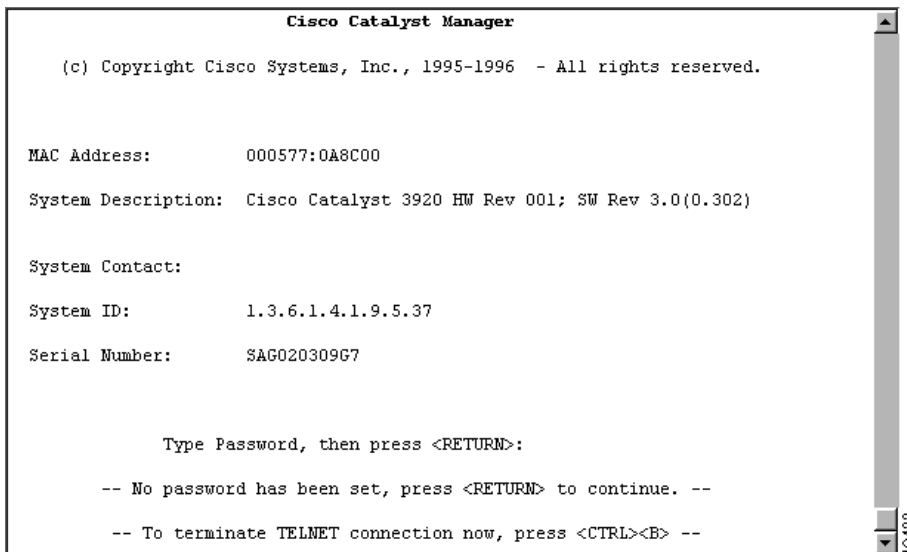 Cisco Catalyst Manager
(c) Copyright Cisco Systems, Inc., 1995-1996 - All rights reserved.
MAC Address: 000577:0A8C00
System Description: Cisco Catalyst 3920 HW Rev 001; SW Rev 3.0(0.302)
System Contact:
System ID: 1.3.6.1.4.1.9.5.37
Serial Number: SAG020309G7
Type Password, then press <RETURN>:
-- No password has been set, press <RETURN> to continue. --
-- To terminate TELNET connection now, press <CTRL><B> --